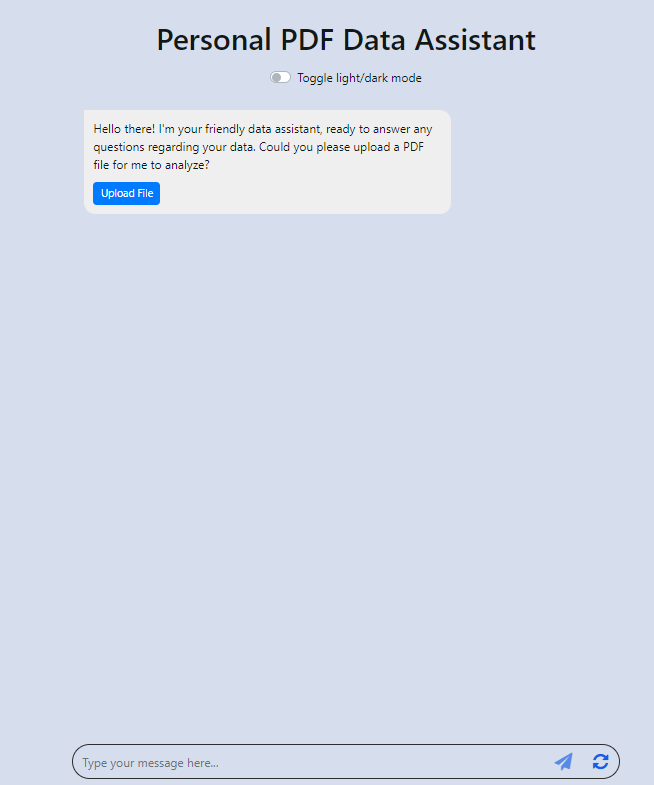 Personal PDF Data Assistant
Toggle light/dark mode
Hello there! I'm your friendly data assistant, ready to answer any
questions regarding your data. Could you please upload a PDF
file for me to analyze?
Upload File
Type your message here...